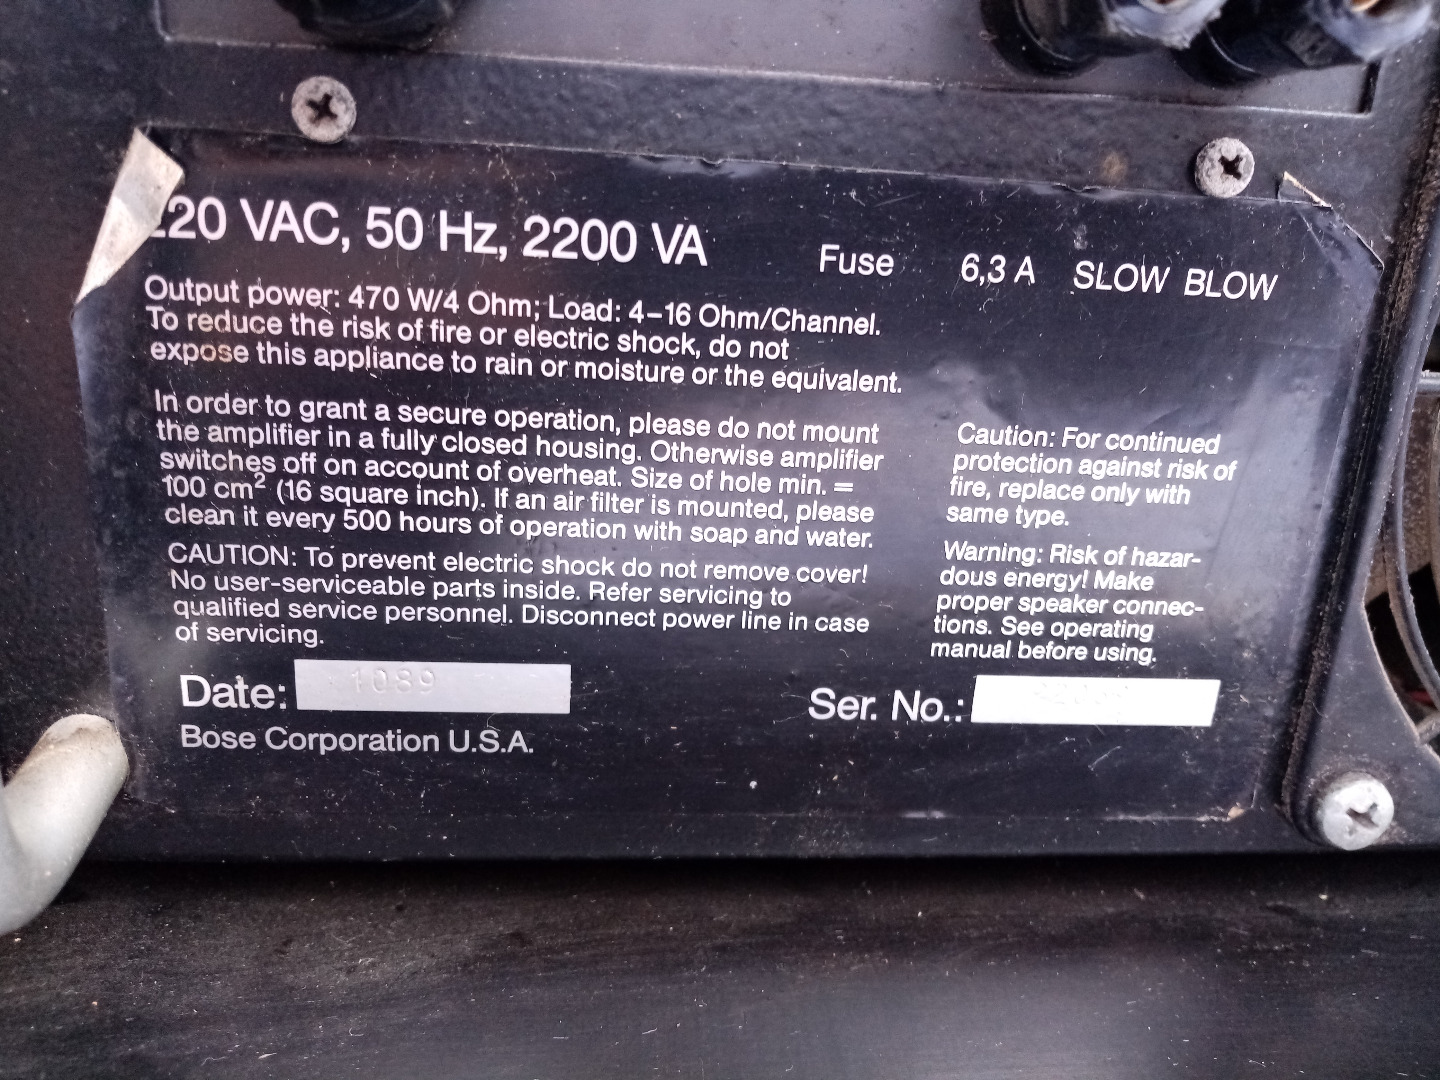 20 VAC, 50 Hz, 2200 VA
Fuse 6,3 A SLOW BLOW
Output power: 470 W/4 Ohm; Load: 4–16 Ohm/Channel.
To reduce the risk of fire or electric shock, do not
expose this appliance to rain or moisture or the equivalent.
In order to grant a secure operation, please do not mount
the amplifier in a fully closed housing. Otherwise amplifier
switches off on account of overheat. Size of hole min. =
100 cm² (16 square inch). If an air filter is mounted, please
clean it every 500 hours of operation with soap and water.
CAUTION: To prevent electric shock do not remove cover!
No user-serviceable parts inside. Refer servicing to
qualified service personnel. Disconnect power line in case
of servicing.
Caution: For continued
protection against risk of
fire, replace only with
same type.
Warning: Risk of hazar-
dous energy! Make
proper speaker connec-
tions. See operating
manual before using.
Date: 1089
Ser. No.:
Bose Corporation U.S.A.